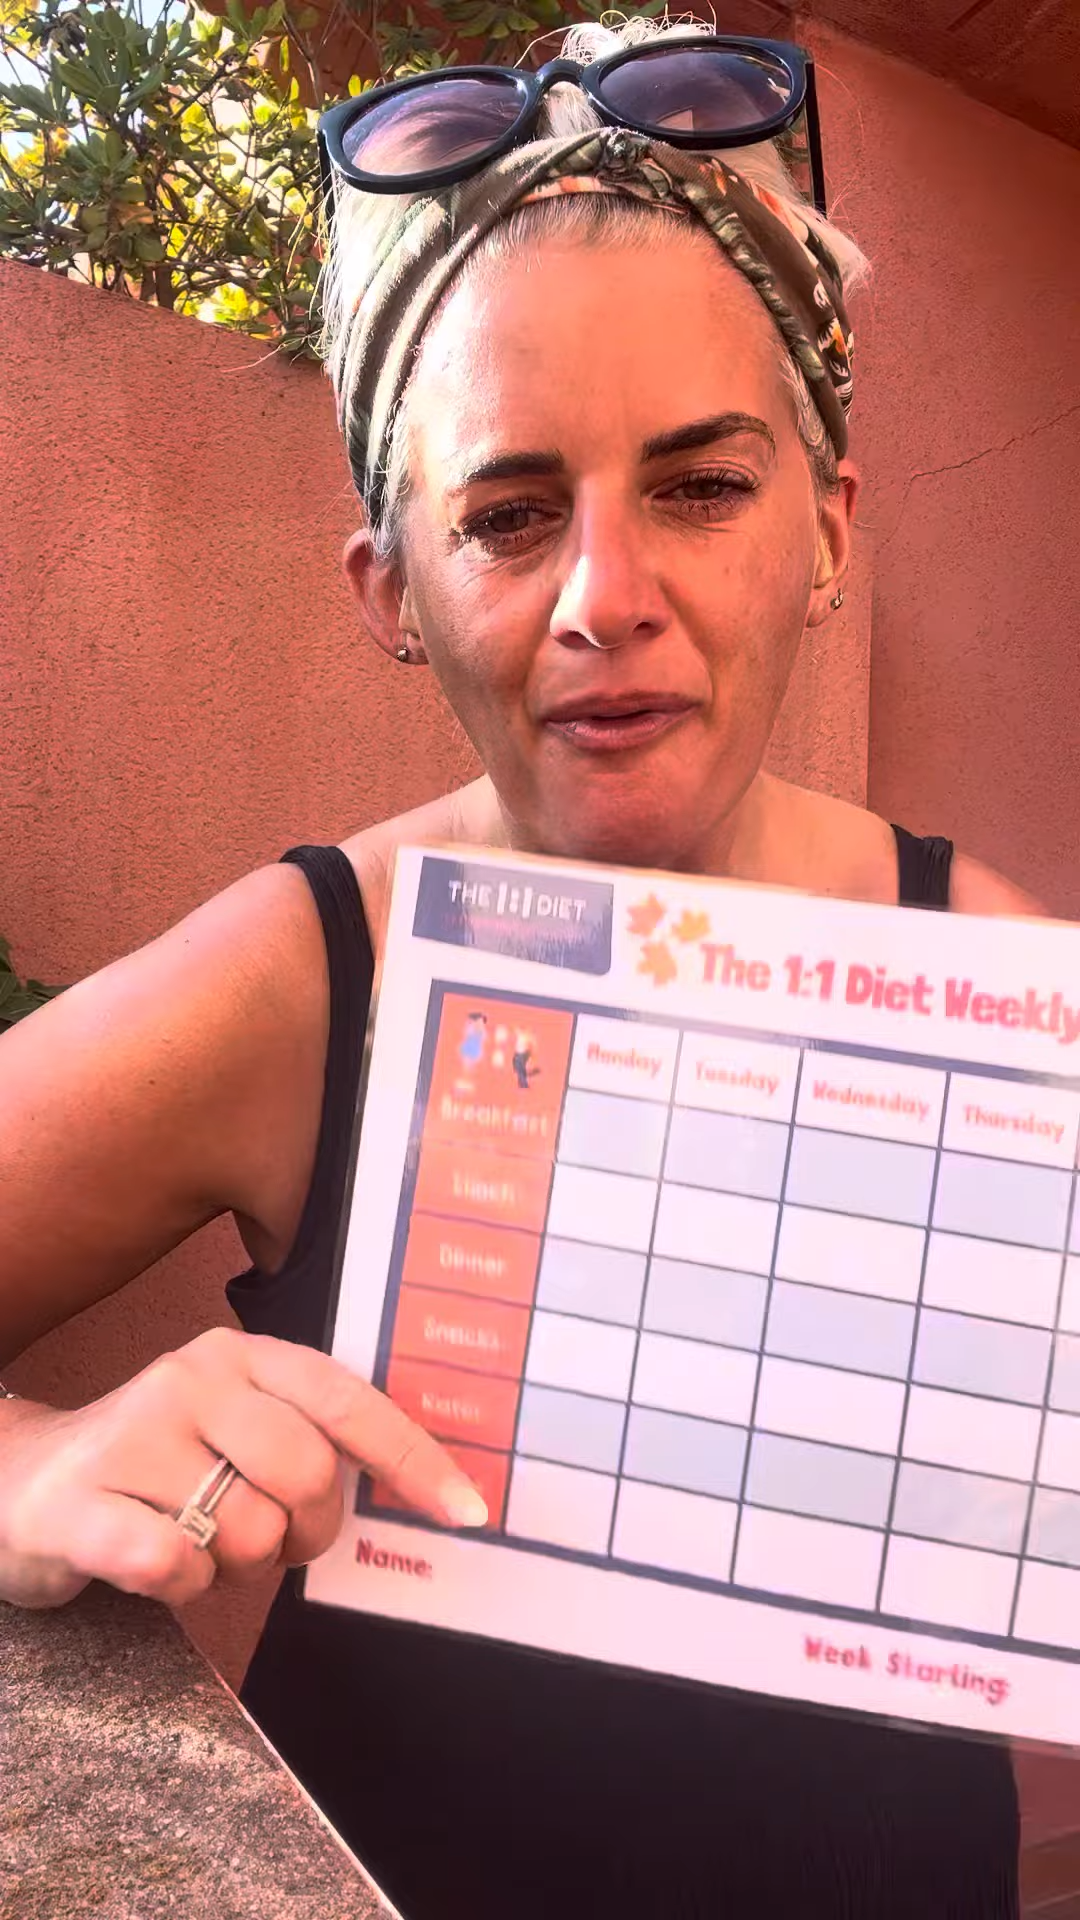 THE 1:1 DIET
The 1:1 Diet Weekly
Monday Tuesday Wednesday Thursday
Breakfast
Lunch
Dinner
Snacks
Water
Name:
Week Starting: